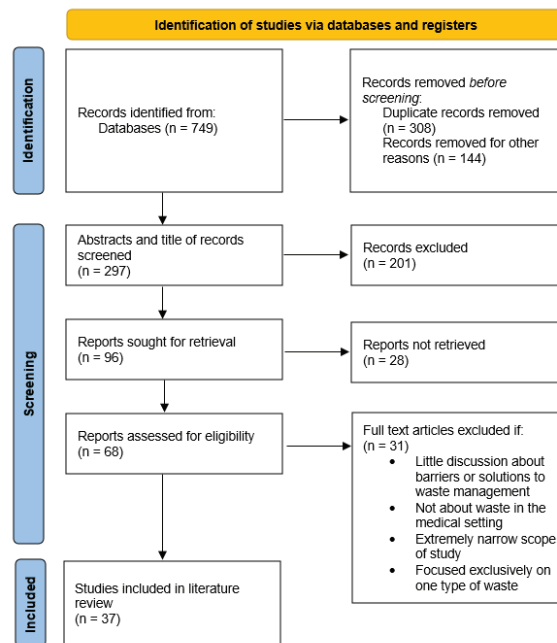 Identification of studies via databases and registers
Identification
Records identified from:
Databases (n = 749)
Records removed before
screening:
Duplicate records removed
(n = 308)
Records removed for other
reasons (n = 144)
Screening
Abstracts and title of records
screened
(n = 297)
Records excluded
(n = 201)
Reports sought for retrieval
(n = 96)
Reports not retrieved
(n = 28)
Reports assessed for eligibility
(n = 68)
Full text articles excluded if:
(n = 31)
• Little discussion about
barriers or solutions to
waste management
• Not about waste in the
medical setting
• Extremely narrow scope
of study
• Focused exclusively on
one type of waste
Included
Studies included in literature
review
(n = 37)